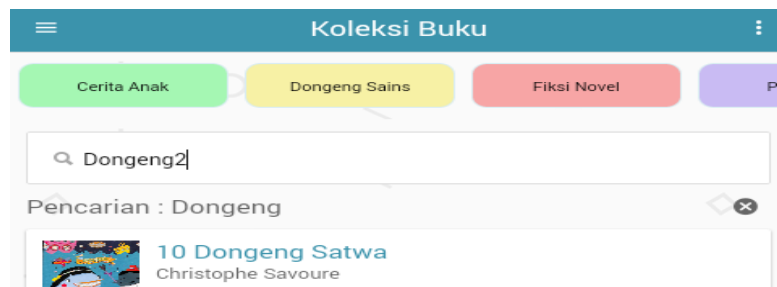 Koleksi Buku
Cerita Anak Dongeng Sains Fiksi Novel P
Dongeng2
Pencarian : Dongeng
10 Dongeng Satwa
Christophe Savoure